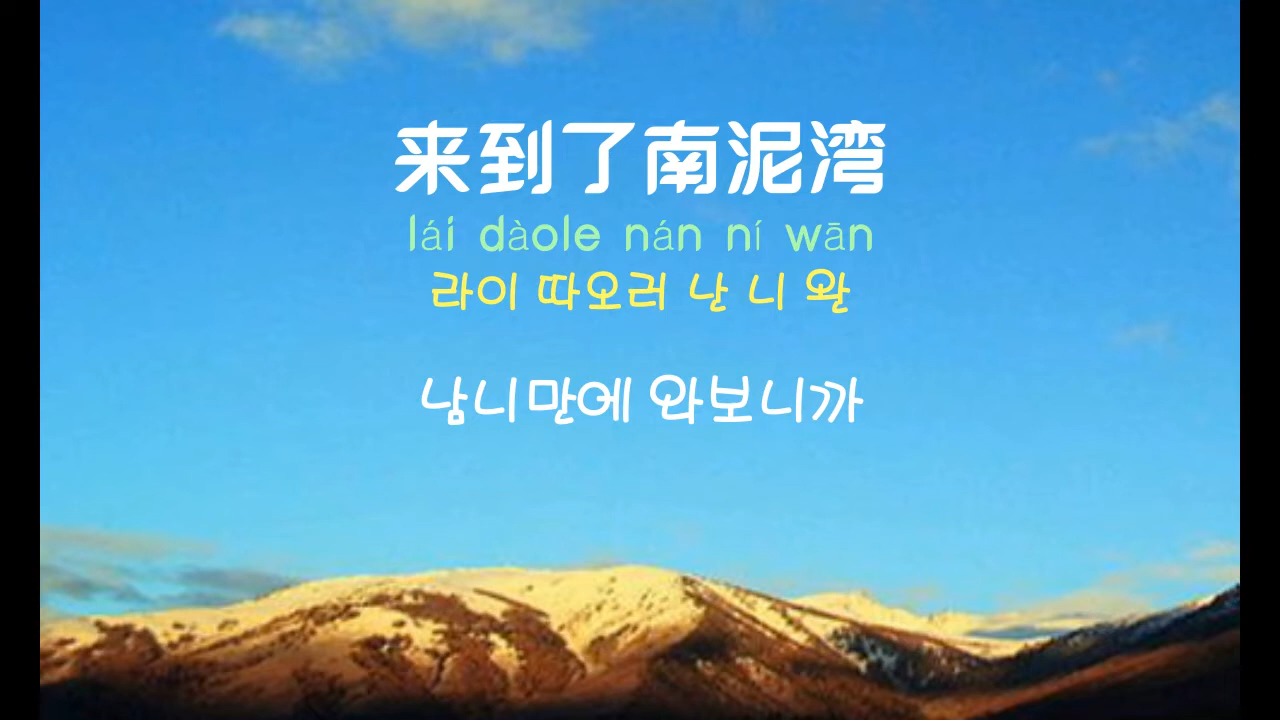 来到了南泥湾
lái dàole nán ní wān
라이 따오러 난 니 완
남니만에 와보니까